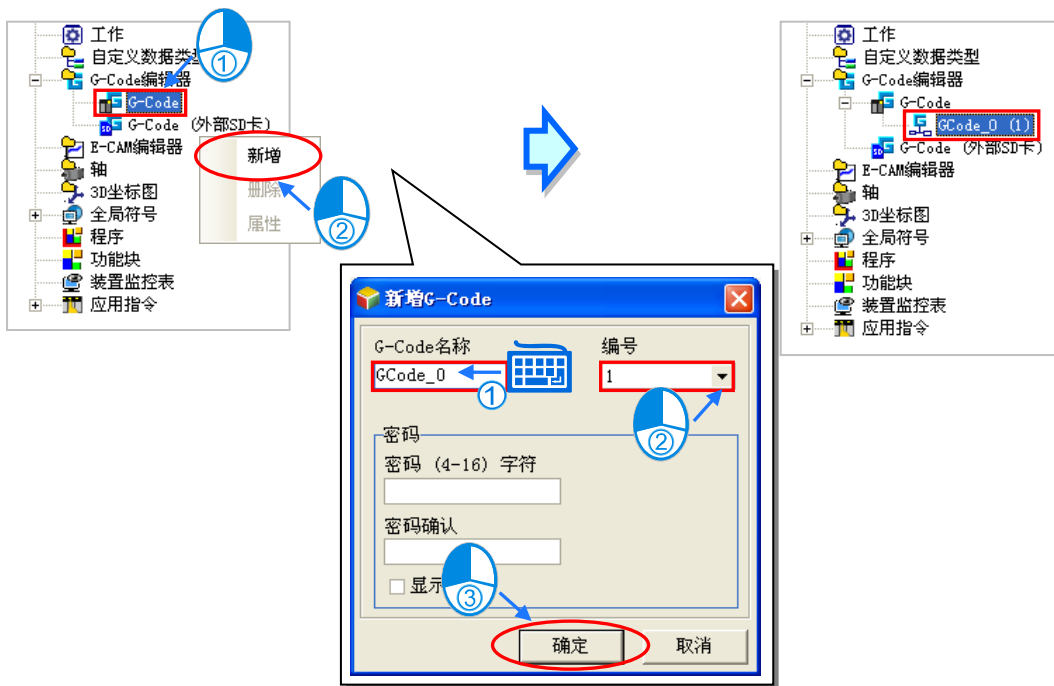 工作
自定义数据类
G-Code编辑器
G-Code
G-Code (外部SD卡)
E-CAM编辑器
轴
3D坐标图
全局符号
程序
功能块
装置监控表
应用指令
①
新增
删除
属性
②
新增G-Code
G-Code名称
编号
GCode_0
1
①
②
密码
密码 (4-16) 字符
密码确认
显示
③
确定
取消
工作
自定义数据类型
G-Code编辑器
G-Code
GCode_0 (1)
G-Code (外部SD卡)
E-CAM编辑器
轴
3D坐标图
全局符号
程序
功能块
装置监控表
应用指令